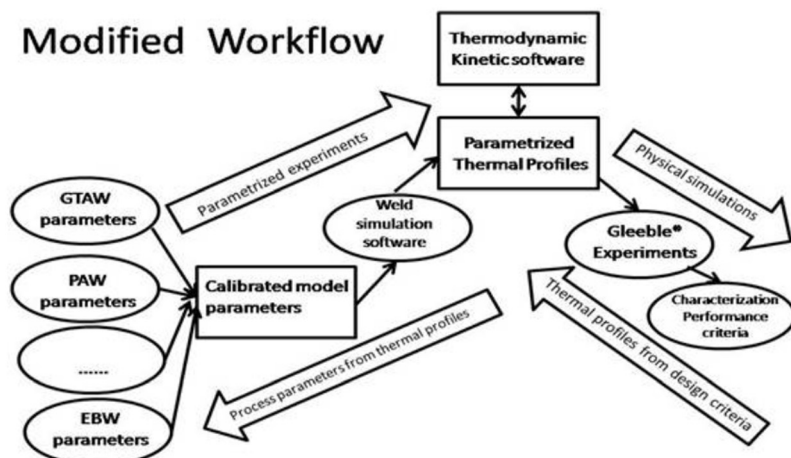 Modified Workflow
Thermodynamic
Kinetic software
Parametrized experiments
Parametrized
Thermal Profiles
Physical simulations
GTAW
parameters
Weld
simulation
software
Gleeble®
Experiments
PAW
parameters
Calibrated model
parameters
Characterization
Performance
criteria
......
Process parameters from thermal profiles
Thermal profiles from design criteria
EBW
parameters